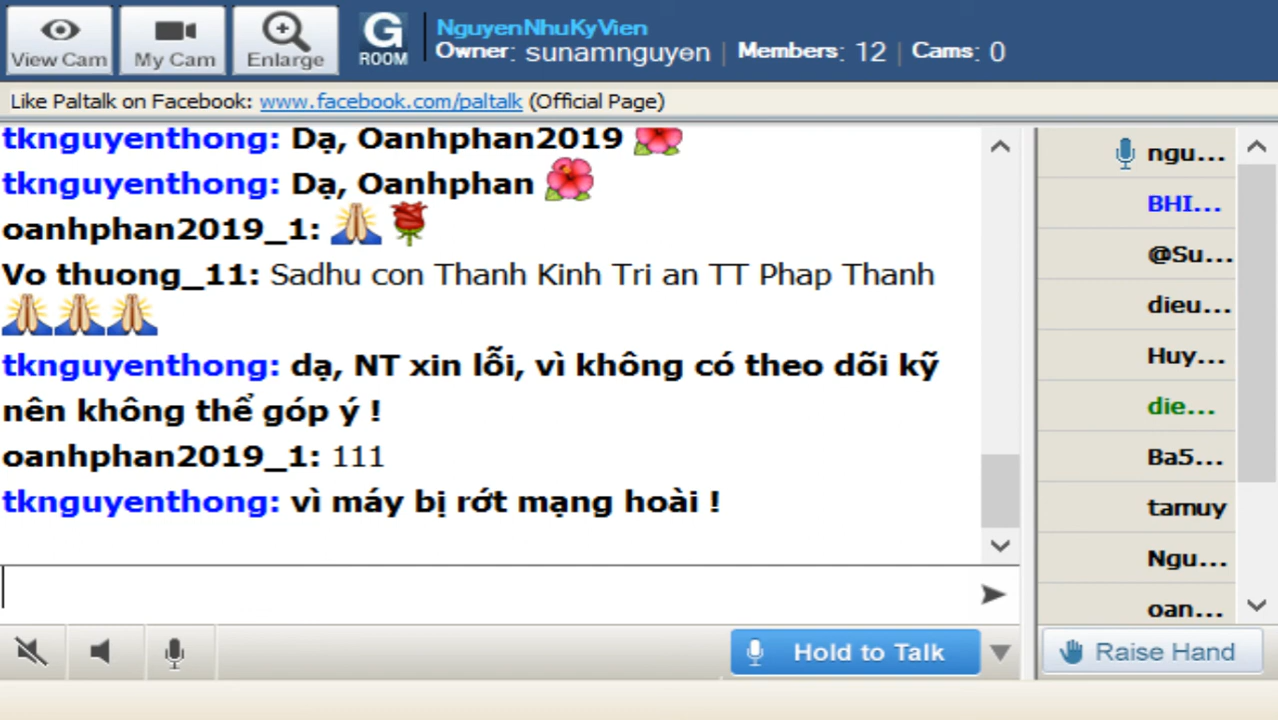 View Cam
My Cam
Enlarge
G
ROOM
NguyenNhuKyVien
Owner: sunamnguyen | Members: 12 | Cams: 0
Like Paltalk on Facebook: www.facebook.com/paltalk (Official Page)
tknguyenthong: Dạ, Oanhphan2019
tknguyenthong: Dạ, Oanhphan
oanhphan2019_1:
Vo thuong_11: Sadhu con Thanh Kinh Tri an TT Phap Thanh
tknguyenthong: dạ, NT xin lỗi, vì không có theo dõi kỹ
nên không thể góp ý !
oanhphan2019_1: 111
tknguyenthong: vì máy bị rớt mạng hoài !
Hold to Talk
ngu...
BHI...
@Su...
dieu...
Huy...
die...
Ba5...
tamuy
Ngu...
oan...
Raise Hand